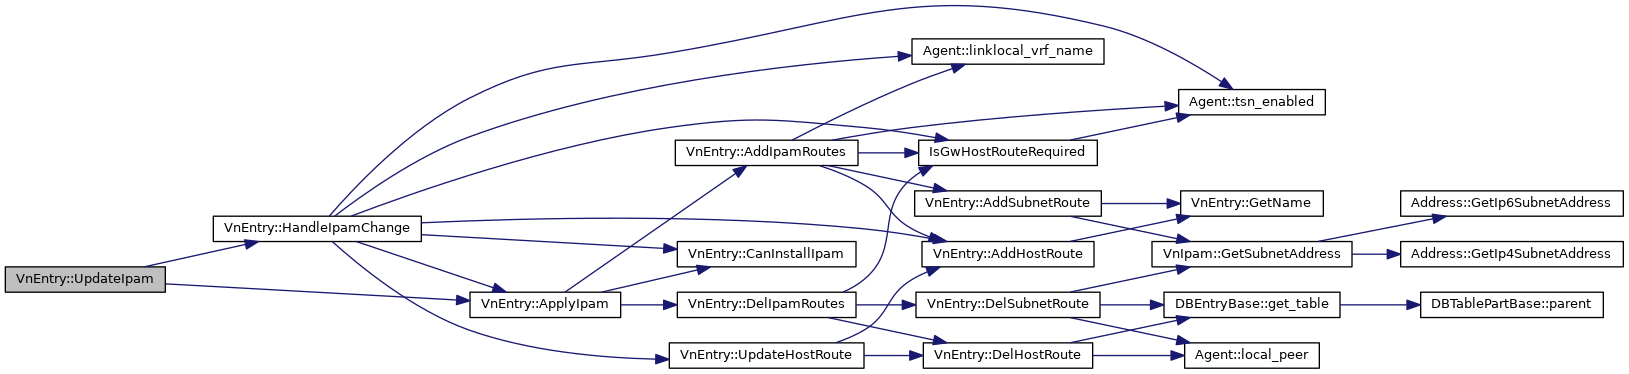 VnEntry::UpdateIpam
VnEntry::HandleIpamChange
VnEntry::ApplyIpam
VnEntry::AddIpamRoutes
VnEntry::CanInstallIpam
VnEntry::DelIpamRoutes
VnEntry::UpdateHostRoute
Agent::linklocal_vrf_name
IsGwHostRouteRequired
VnEntry::AddSubnetRoute
VnEntry::AddHostRoute
VnEntry::DelSubnetRoute
VnEntry::DelHostRoute
Agent::tsn_enabled
VnEntry::GetName
VnIpam::GetSubnetAddress
DBEntryBase::get_table
Agent::local_peer
Address::GetIp6SubnetAddress
Address::GetIp4SubnetAddress
DBTablePartBase::parent